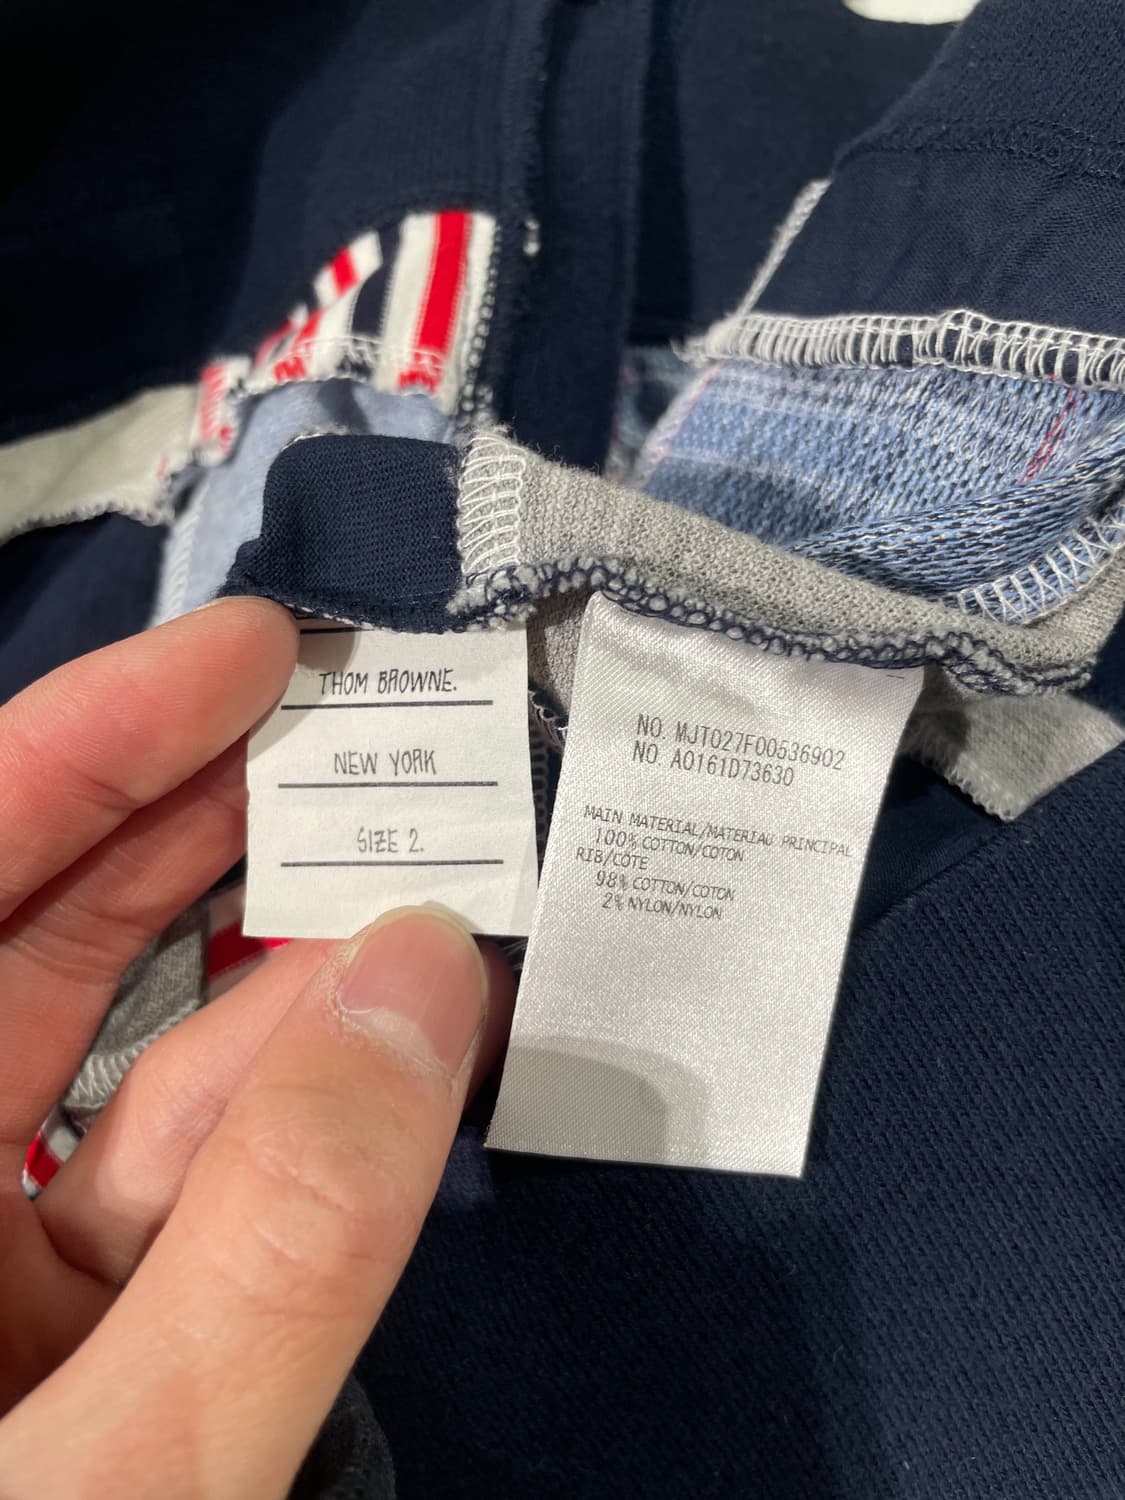 THOM BROWNE.
NEW YORK
SIZE 2.
NO. MJT027F00536902
NO. A0161D73630
MAIN MATERIAL/MATERIAU PRINCIPAL
100% COTTON/COTON
RIB/COTE
98% COTTON/COTON
2% NYLON/NYLON